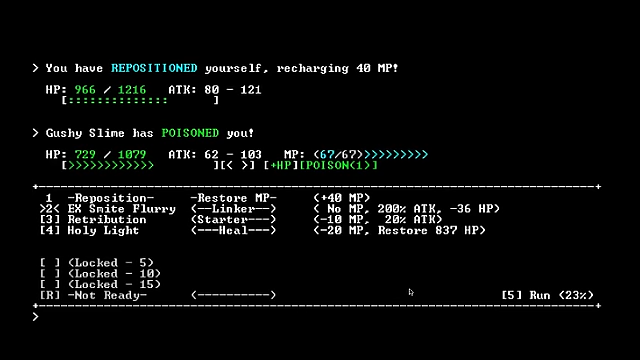 > You have REPOSITIONED yourself, recharging 40 MP!
HP: 966 / 1216 ATK: 80 - 121
[:::::::::::::: ]
> Gushy Slime has POISONED you!
HP: 729 / 1079 ATK: 62 - 103 MP: (67/67)>>>>>>>>>>
[>>>>>>>>>>>> ][< >] [+HP][POISON(1)]
+------------------------------------------------------------------------------+
1 -Reposition- -Restore MP- (+40 MP)
>2< EX Smite Flurry (--Linker--) ( No MP, 200% ATK, -36 HP)
[3] Retribution (Starter---) (-10 MP, 20% ATK)
[4] Holy Light (---Heal---) (-20 MP, Restore 837 HP)
[ ] (Locked - 5)
[ ] (Locked - 10)
[ ] (Locked - 15)
[R] -Not Ready- (----------) [5] Run (23%)
+------------------------------------------------------------------------------+
>